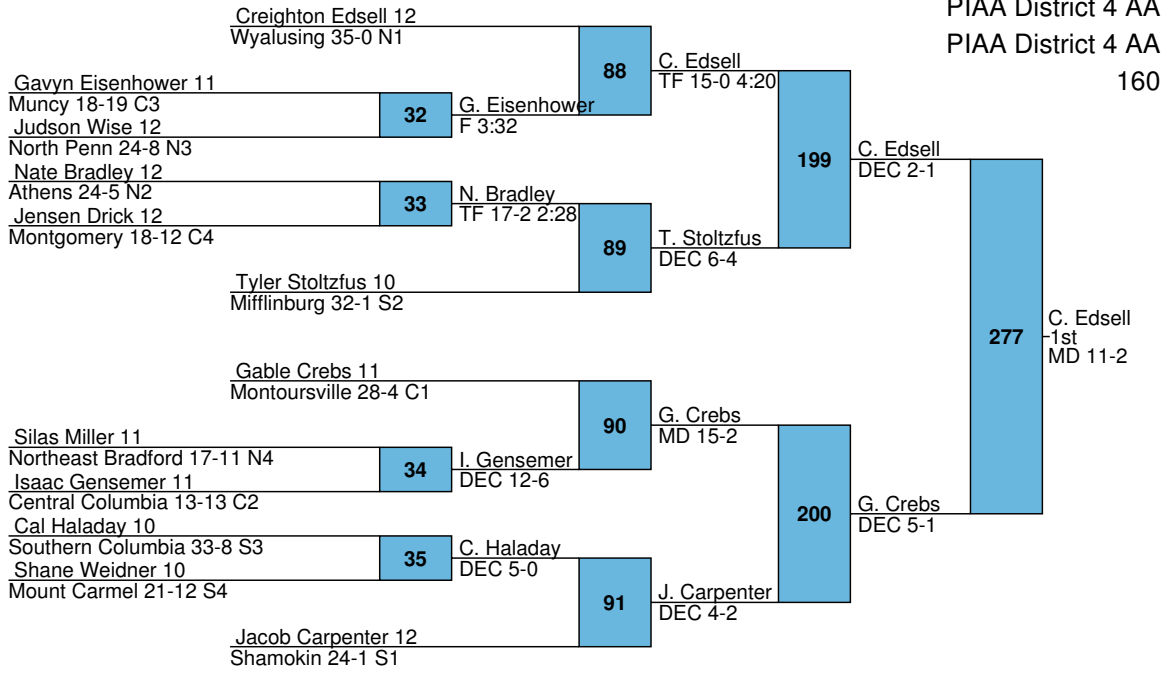 PIAA District 4 AA
PIAA District 4 AA
160
Creighton Edsell 12
Wyalusing 35-0 N1
88
C. Edsell
TF 15-0 4:20
Gavyn Eisenhower 11
Muncy 18-19 C3
32
G. Eisenhower
F 3:32
Judson Wise 12
North Penn 24-8 N3
199
C. Edsell
DEC 2-1
Nate Bradley 12
Athens 24-5 N2
33
N. Bradley
TF 17-2 2:28
Jensen Drick 12
Montgomery 18-12 C4
89
T. Stoltzfus
DEC 6-4
Tyler Stoltzfus 10
Mifflinburg 32-1 S2
277
C. Edsell
1st
MD 11-2
Gable Crebs 11
Montoursville 28-4 C1
90
G. Crebs
MD 15-2
Silas Miller 11
Northeast Bradford 17-11 N4
34
I. Gensemer
DEC 12-6
Isaac Gensemer 11
Central Columbia 13-13 C2
200
G. Crebs
DEC 5-1
Cal Haladay 10
Southern Columbia 33-8 S3
35
C. Haladay
DEC 5-0
Shane Weidner 10
Mount Carmel 21-12 S4
91
J. Carpenter
DEC 4-2
Jacob Carpenter 12
Shamokin 24-1 S1